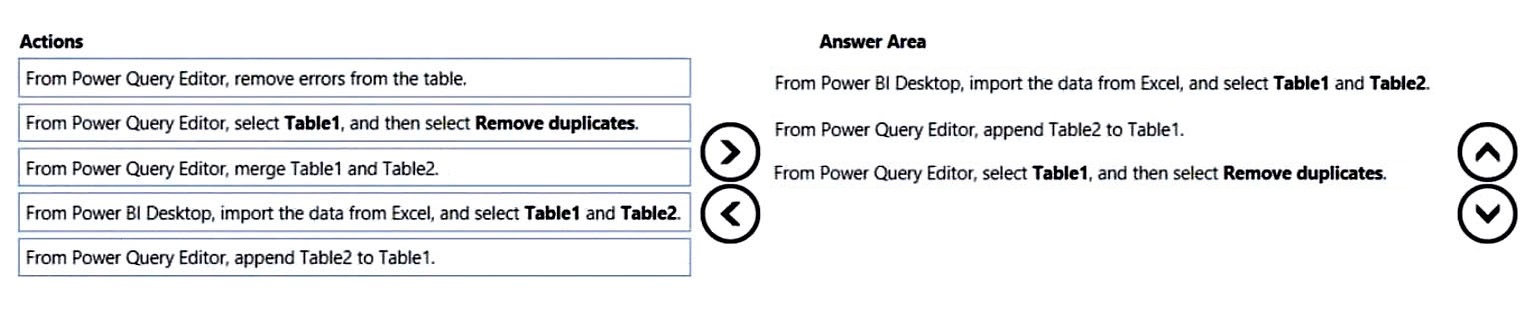 Actions
From Power Query Editor, remove errors from the table.
From Power Query Editor, select Table1, and then select Remove duplicates.
From Power Query Editor, merge Table1 and Table2.
From Power BI Desktop, import the data from Excel, and select Table1 and Table2.
From Power Query Editor, append Table2 to Table1.
Answer Area
From Power BI Desktop, import the data from Excel, and select Table1 and Table2.
From Power Query Editor, append Table2 to Table1.
From Power Query Editor, select Table1, and then select Remove duplicates.